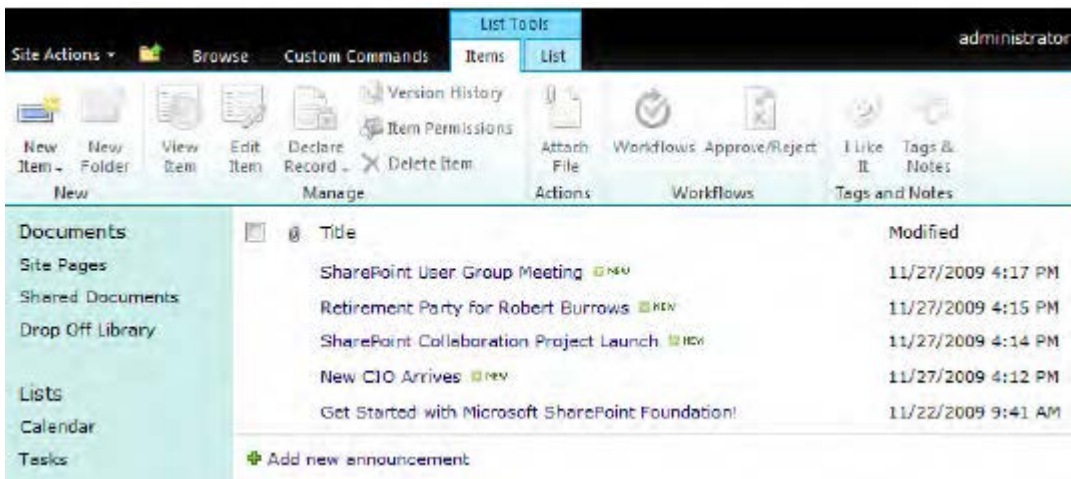 List Tools
administrator
Site Actions
Browse
Custom Commands
Items
List
New Item
New Folder
View Item
Edit Item
Declare Record
Version History
Item Permissions
Delete Item
Attach File
Workflows
Approve/Reject
I Like It
Tags & Notes
New
Manage
Actions
Workflows
Tags and Notes
Documents
Site Pages
Shared Documents
Drop Off Library
Lists
Calendar
Tasks
Title Modified
SharePoint User Group Meeting NEW 11/27/2009 4:17 PM
Retirement Party for Robert Burrows NEW 11/27/2009 4:15 PM
SharePoint Collaboration Project Launch NEW 11/27/2009 4:14 PM
New CIO Arrives NEW 11/27/2009 4:12 PM
Get Started with Microsoft SharePoint Foundation! 11/22/2009 9:41 AM
Add new announcement